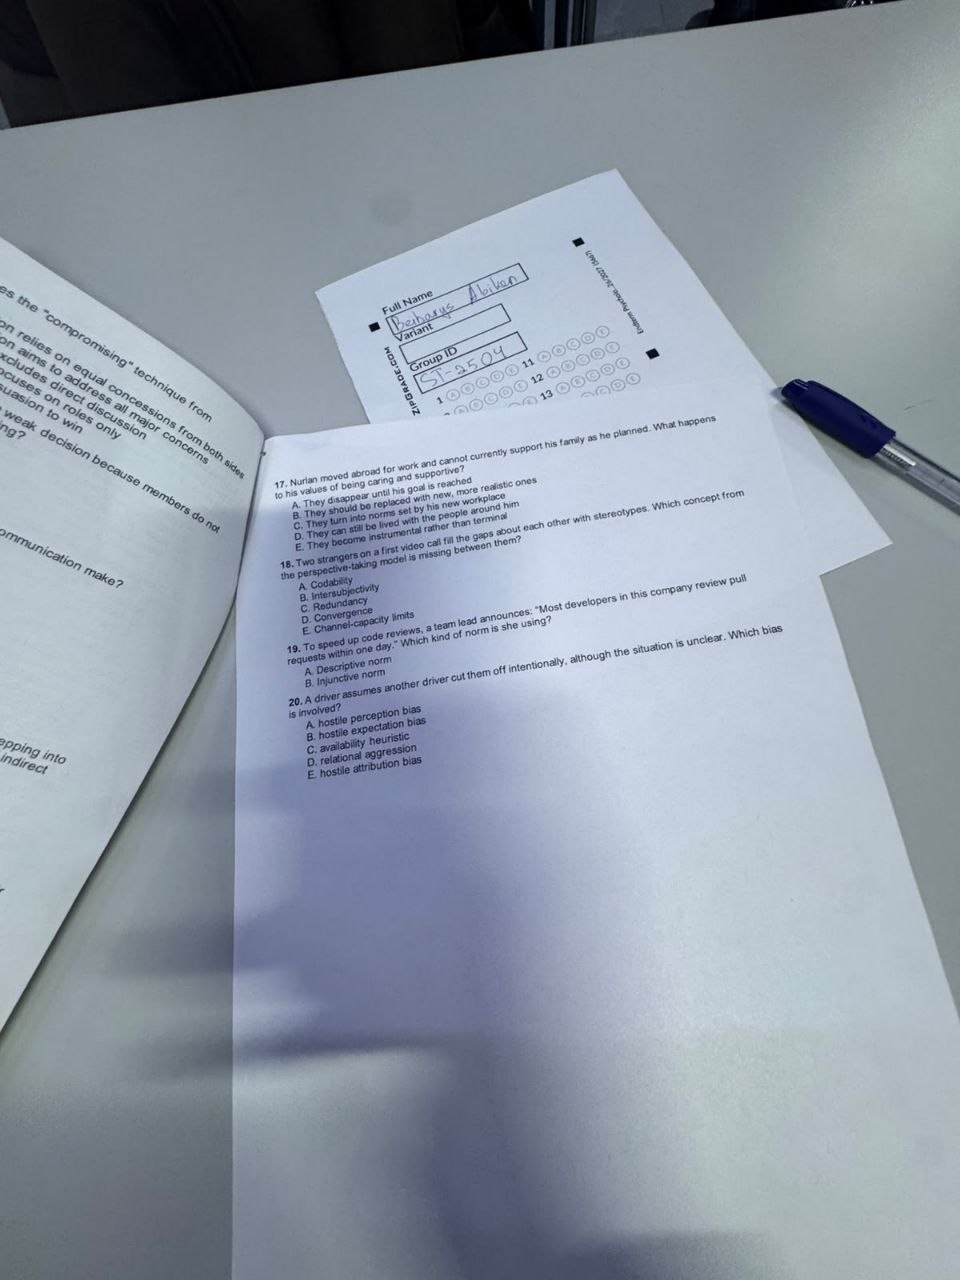 es the "compromising" technique from
on relies on equal concessions from both sides
on aims to address all major concerns
xcludes direct discussion
ocuses on roles only
uasion to win
weak decision because members do not
ng?
ommunication make?
epping into
indirect
Full Name
Beibarys Abiken
Variant
Group ID
ST-2504
ZIPGRADE.COM
1 A B C D E 11 A B C D E
A B C D E 12 A B C D E
E 13 A B C D E
C D E
17. Nurlan moved abroad for work and cannot currently support his family as he planned. What happens
to his values of being caring and supportive?
A. They disappear until his goal is reached
B. They should be replaced with new, more realistic ones
C. They turn into norms set by his new workplace
D. They can still be lived with the people around him
E. They become instrumental rather than terminal
18. Two strangers on a first video call fill the gaps about each other with stereotypes. Which concept from
the perspective-taking model is missing between them?
A. Codability
B. Intersubjectivity
C. Redundancy
D. Convergence
E. Channel-capacity limits
19. To speed up code reviews, a team lead announces: "Most developers in this company review pull
requests within one day." Which kind of norm is she using?
A. Descriptive norm
B. Injunctive norm
20. A driver assumes another driver cut them off intentionally, although the situation is unclear. Which bias
is involved?
A. hostile perception bias
B. hostile expectation bias
C. availability heuristic
D. relational aggression
E. hostile attribution bias